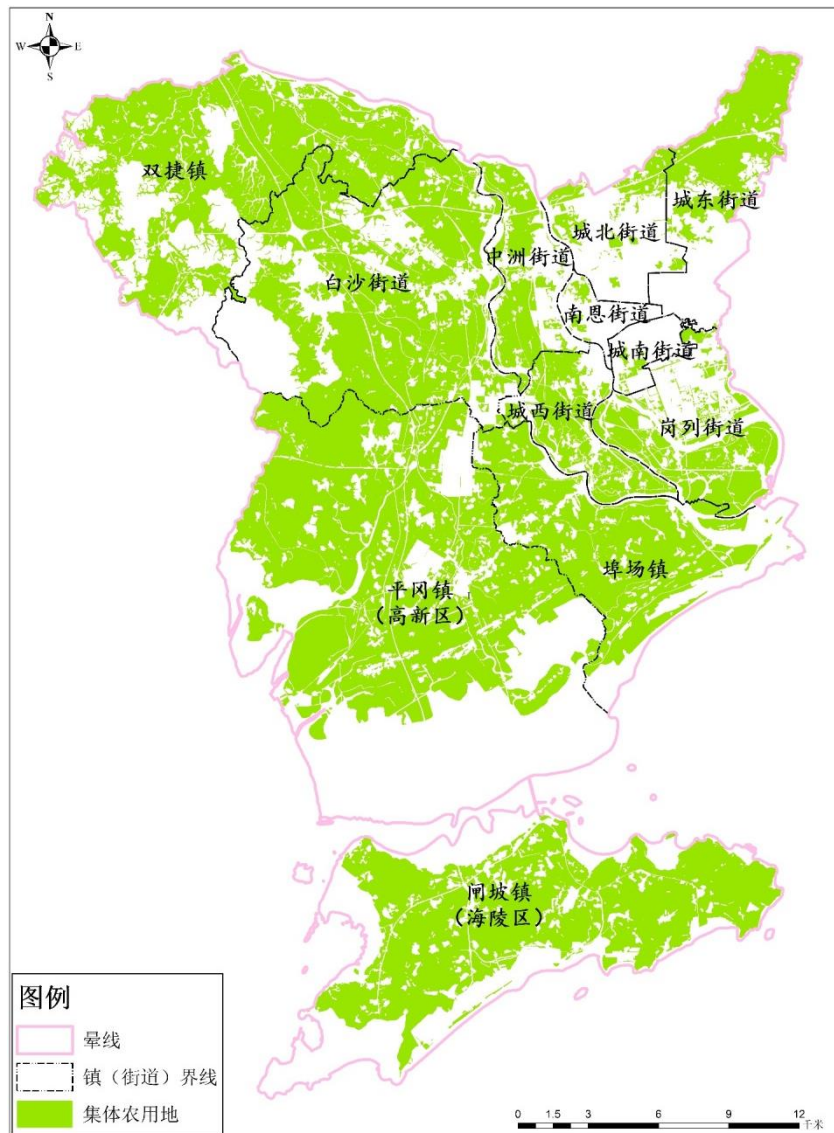 N
W
E
S
双捷镇
城东街道
城北街道
中洲街道
白沙街道
南恩街道
城南街道
城西街道
岗列街道
埠场镇
平冈镇
（高新区）
闸坡镇
（海陵区）
图例
晕线
镇（街道）界线
集体农用地
0 1.5 3 6 9 12
千米